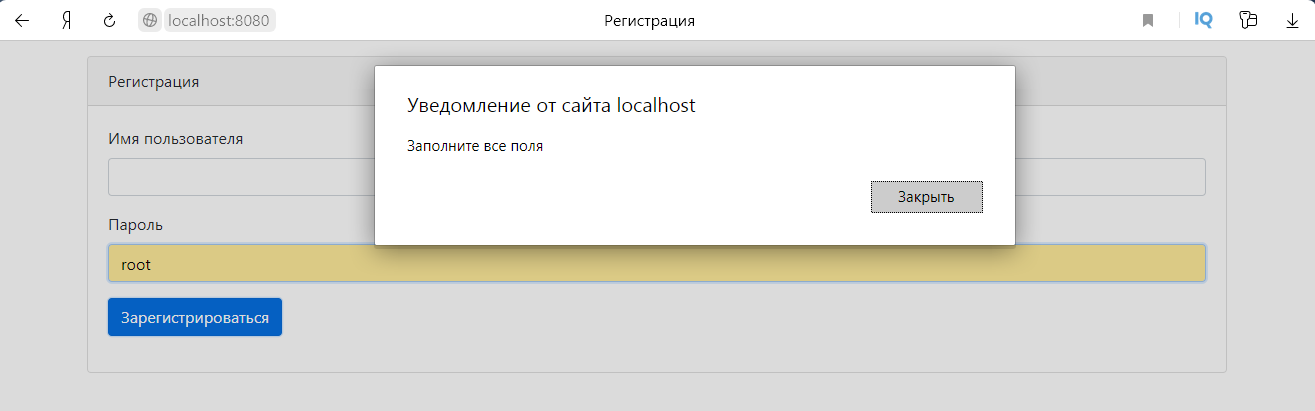 Я localhost:8080 Регистрация IQ
Регистрация
Уведомление от сайта localhost
Заполните все поля
Закрыть
Имя пользователя
Пароль
root
Зарегистрироваться